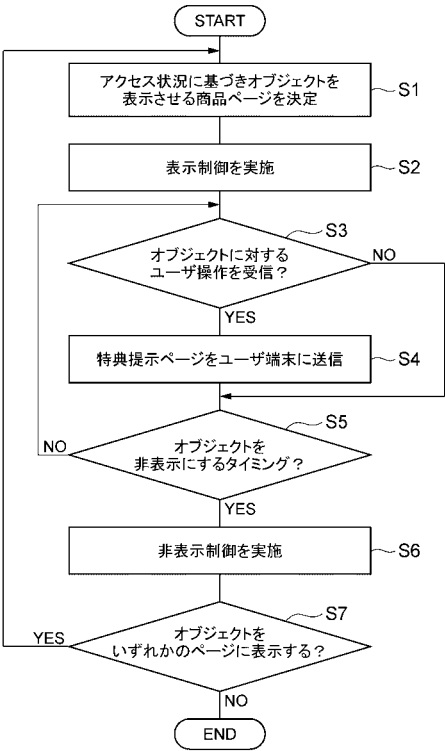 START
アクセス状況に基づきオブジェクトを
表示させる商品ページを決定
S1
表示制御を実施
S2
S3
オブジェクトに対する
ユーザ操作を受信？
NO
YES
特典提示ページをユーザ端末に送信
S4
S5
オブジェクトを
非表示にするタイミング？
NO
YES
非表示制御を実施
S6
S7
オブジェクトを
いずれかのページに表示する？
YES
NO
END